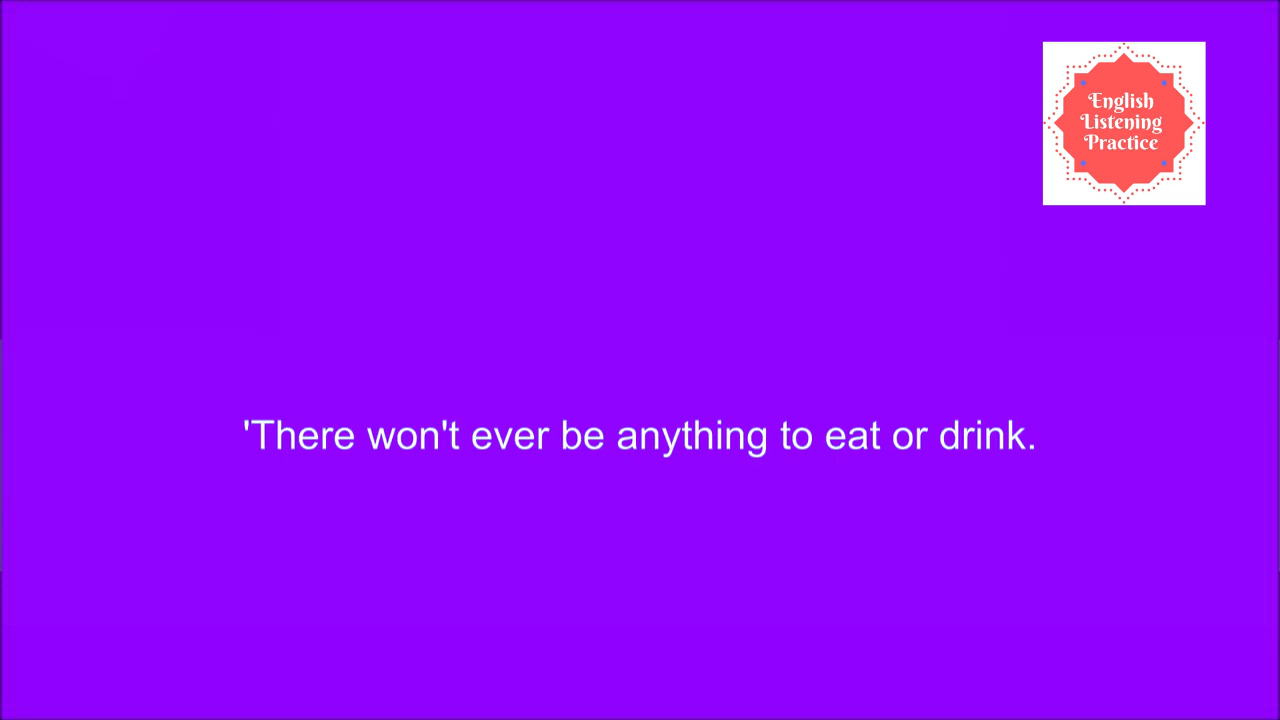 English
Listening
Practice
'There won't ever be anything to eat or drink.